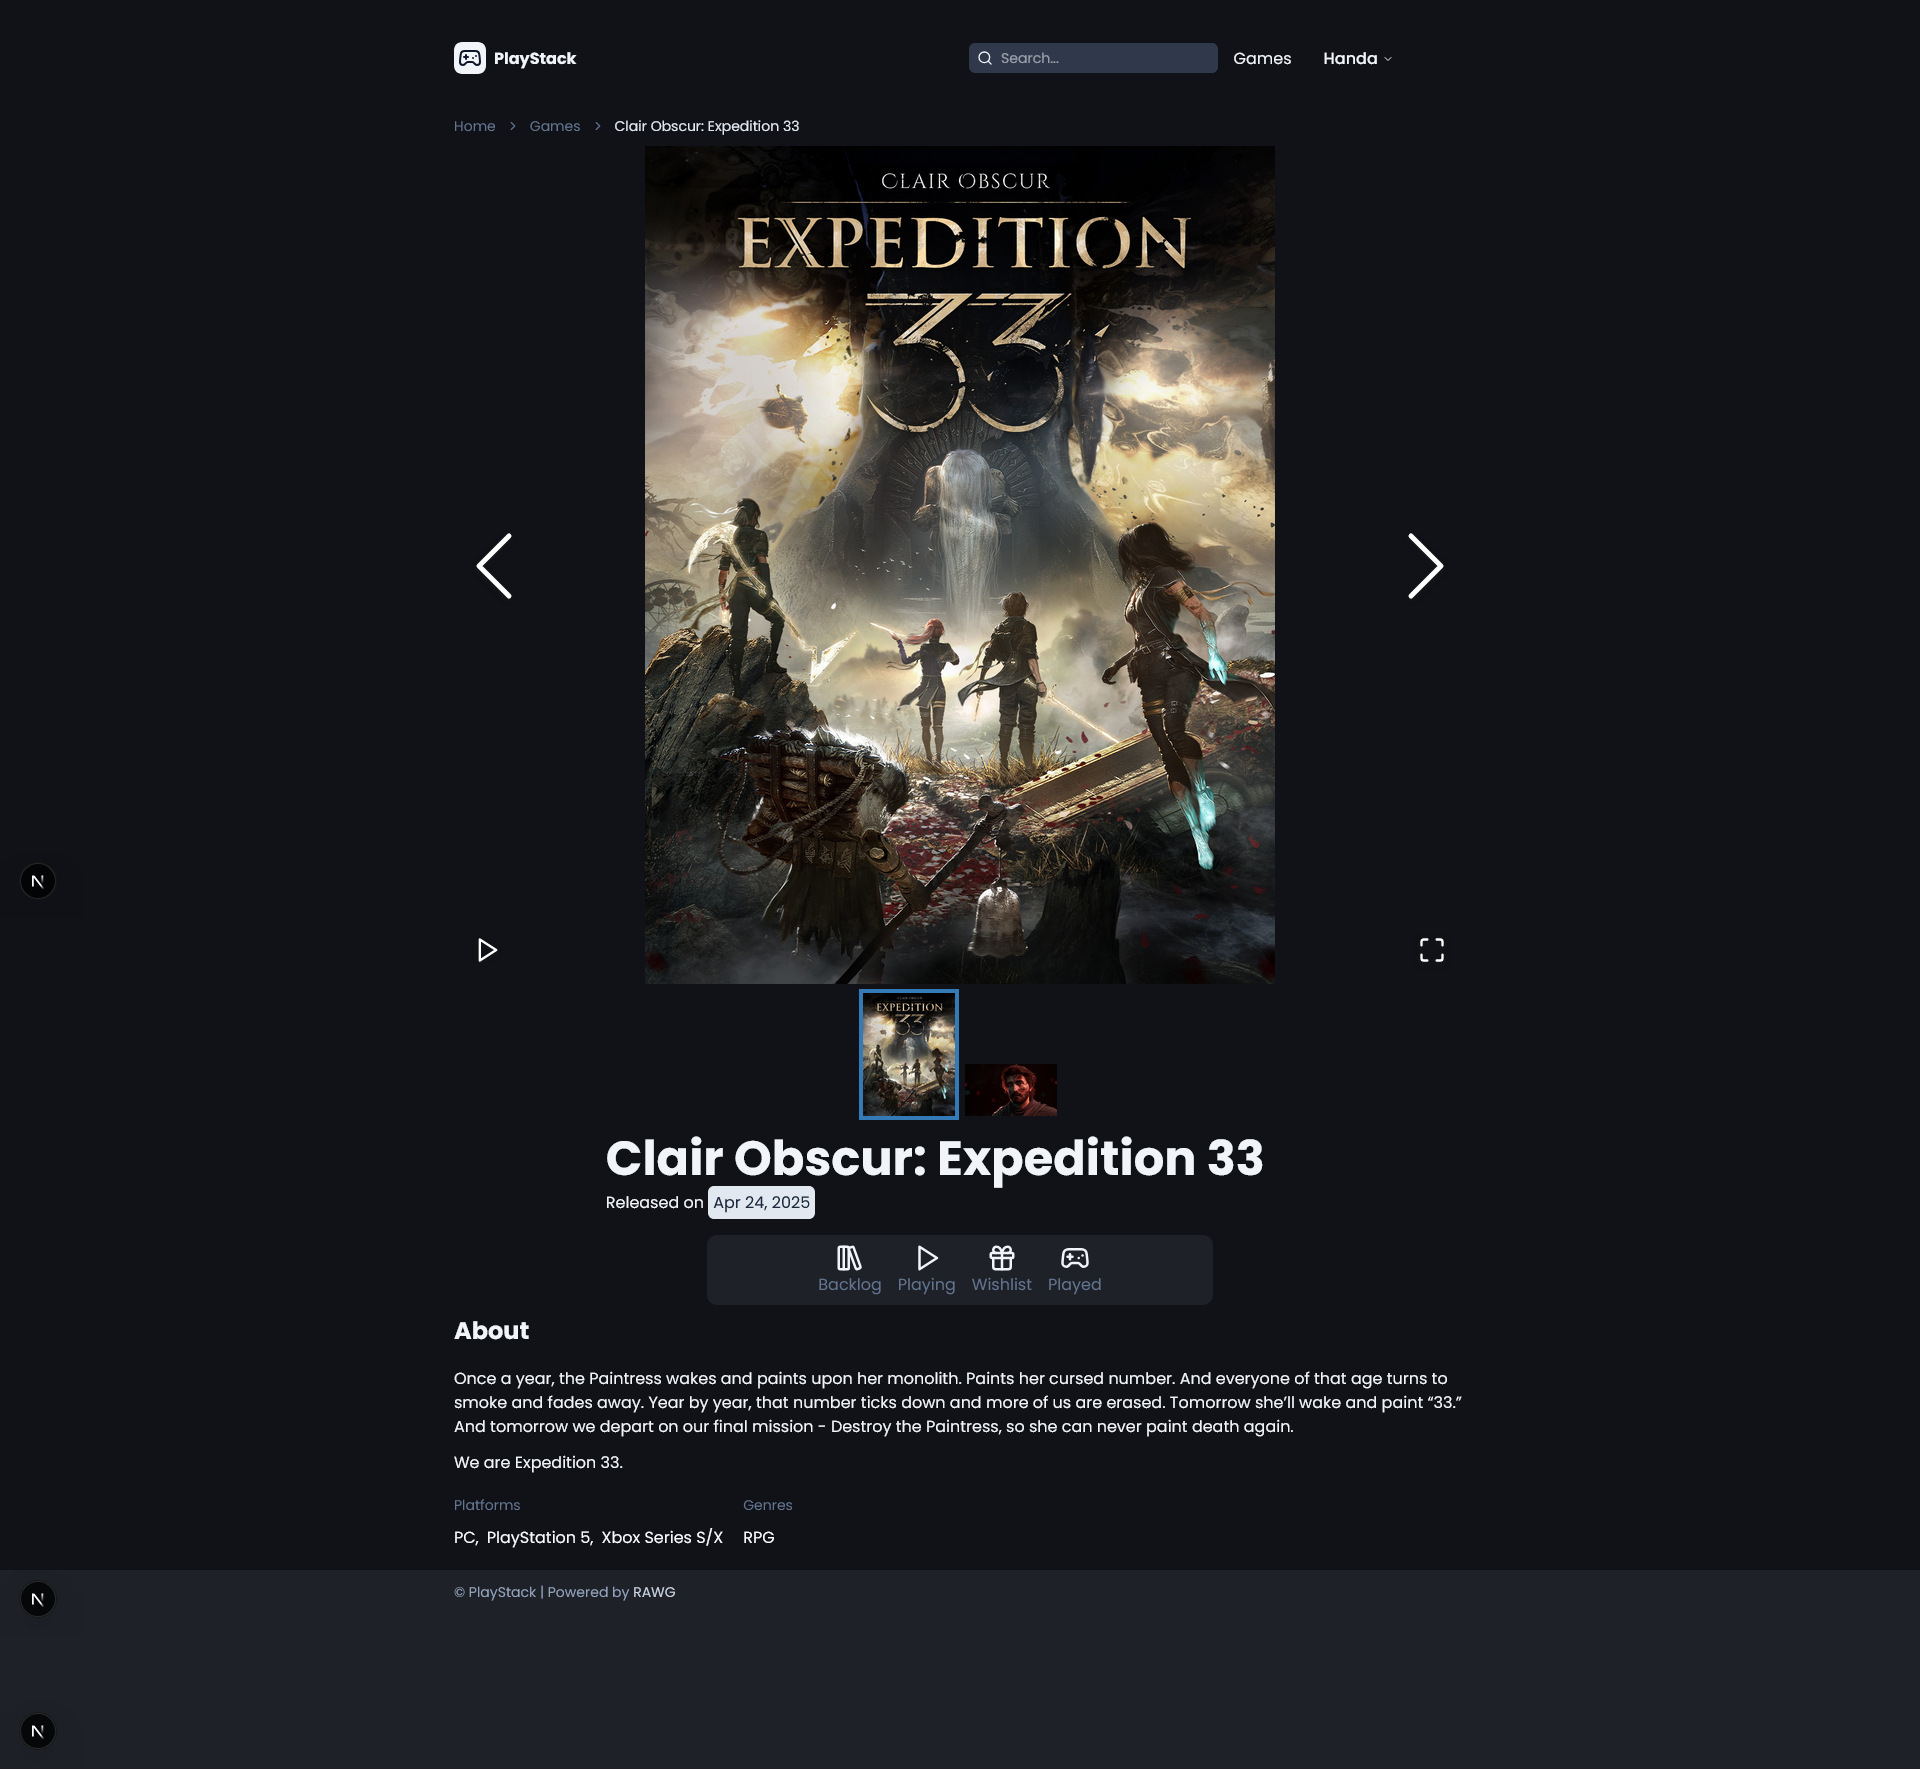 PlayStack
Search...
Games
Handa
Home
Games
Clair Obscur: Expedition 33
CLAIR OBSCUR
EXPEDITION
33
N
EXPEDITION
33
Clair Obscur: Expedition 33
Released on Apr 24, 2025
Backlog
Playing
Wishlist
Played
About
Once a year, the Paintress wakes and paints upon her monolith. Paints her cursed number. And everyone of that age turns to
smoke and fades away. Year by year, that number ticks down and more of us are erased. Tomorrow she’ll wake and paint “33.”
And tomorrow we depart on our final mission - Destroy the Paintress, so she can never paint death again.
We are Expedition 33.
Platforms
Genres
PC, PlayStation 5, Xbox Series S/X
RPG
© PlayStack | Powered by RAWG
N
N